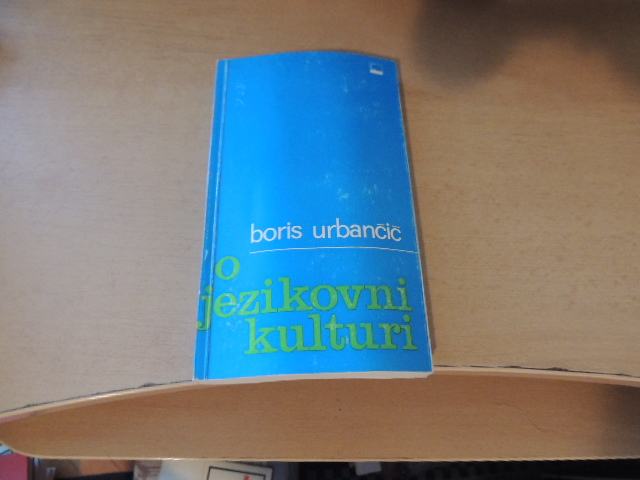 boris urbančič
o
jezikovni
kulturi